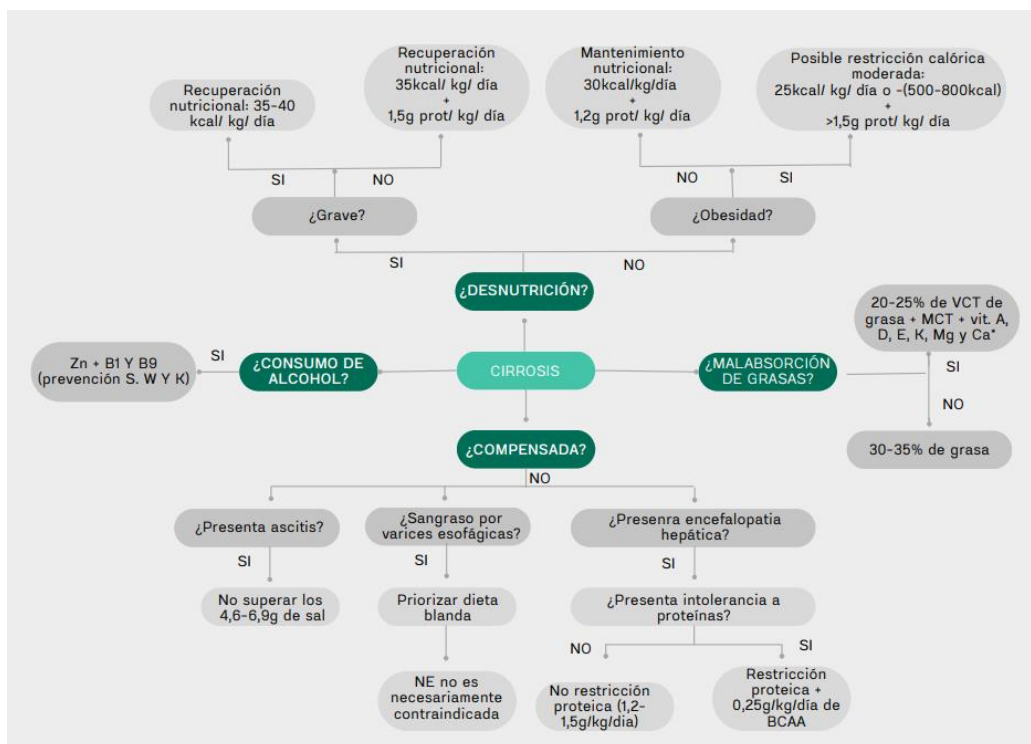 Recuperación
nutricional: 35-40
kcal/ kg/ día
Recuperación
nutricional:
35kcal/ kg/ día
+
1,5g prot/ kg/ día
Mantenimiento
nutricional:
30kcal/kg/día
+
1,2g prot/ kg/ día
Posible restricción calórica
moderada:
25kcal/ kg/ día o -(500-800kcal)
+
>1,5g prot/ kg/ día
SI
NO
NO
SI
¿Grave?
¿Obesidad?
SI
NO
¿DESNUTRICIÓN?
Zn + B1 Y B9
(prevención S. W Y K)
SI
¿CONSUMO DE
ALCOHOL?
CIRROSIS
¿MALABSORCIÓN
DE GRASAS?
20-25% de VCT de
grasa + MCT + vit. A,
D, E, K, Mg y Ca*
SI
NO
30-35% de grasa
¿COMPENSADA?
NO
¿Presenta ascitis?
¿Sangraso por
varices esofágicas?
¿Presenra encefalopatia
hepática?
SI
SI
SI
No superar los
4,6-6,9g de sal
Priorizar dieta
blanda
¿Presenta intolerancia a
proteínas?
NO
SI
NE no es
necesariamente
contraindicada
No restricción
proteica (1,2-
1,5g/kg/dia)
Restricción
proteica +
0,25g/kg/día de
BCAA